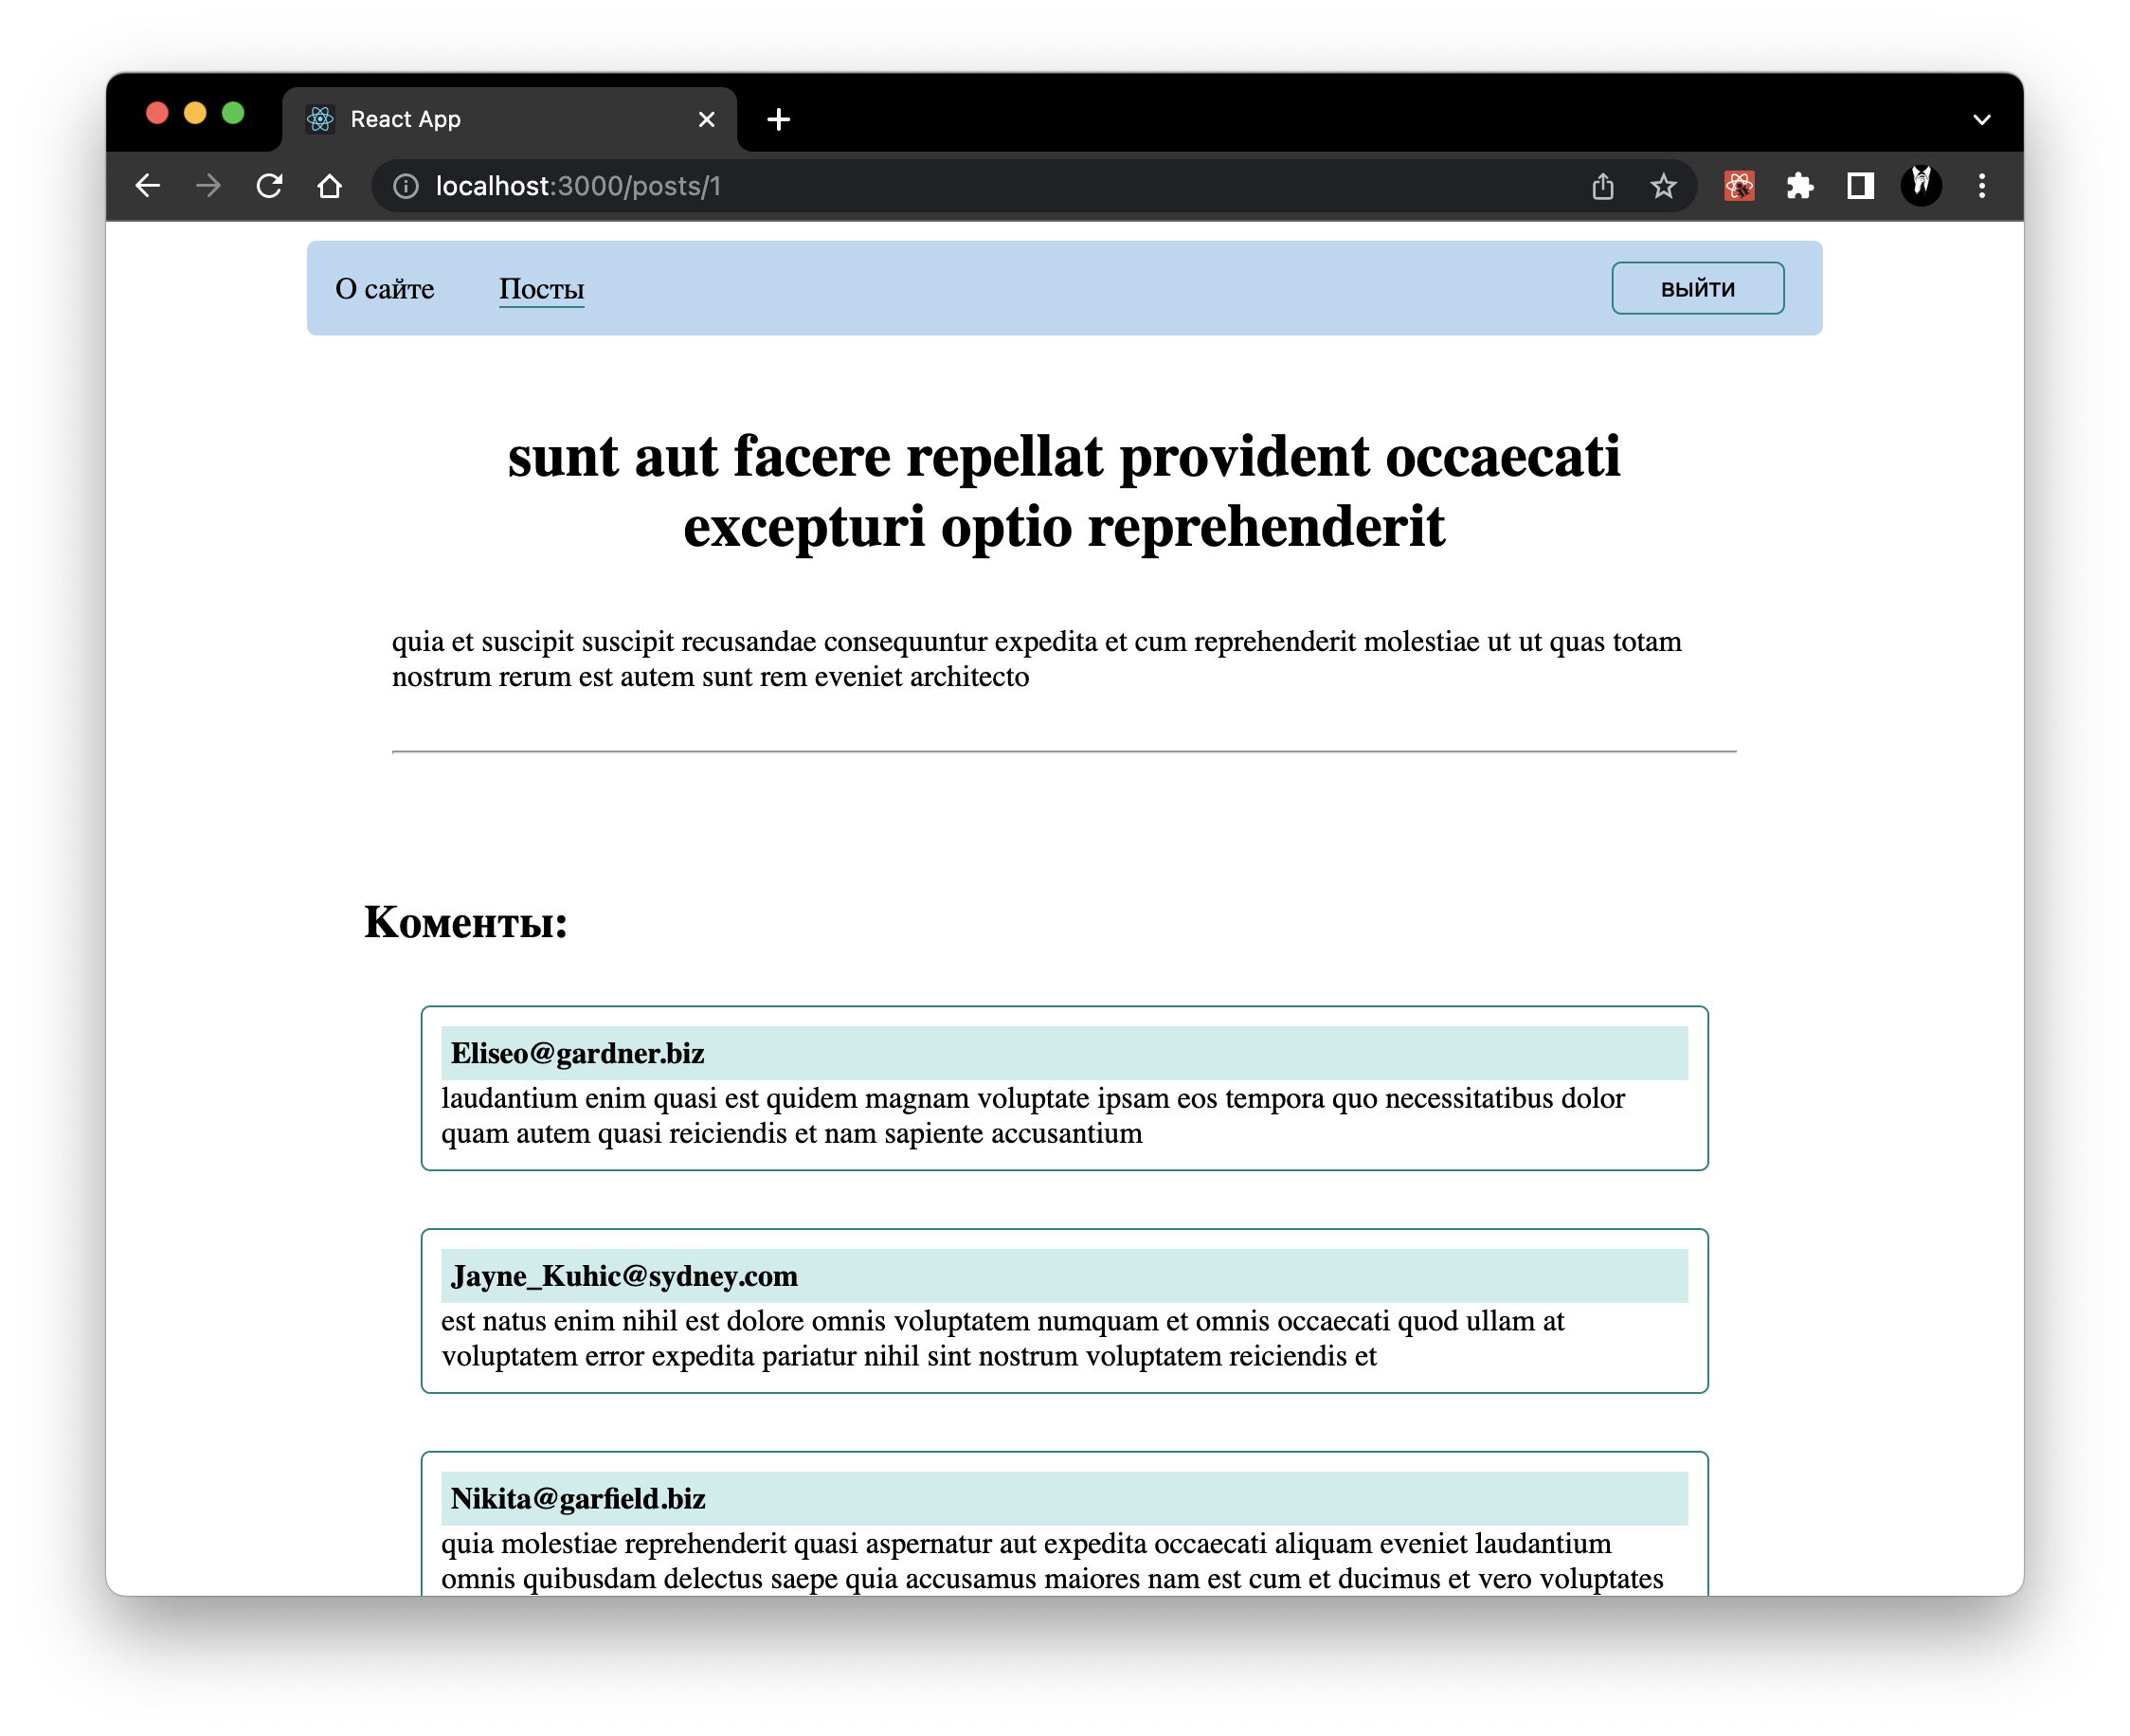 React App
localhost:3000/posts/1
О сайте
Посты
выйти
sunt aut facere repellat provident occaecati
excepturi optio reprehenderit
quia et suscipit suscipit recusandae consequuntur expedita et cum reprehenderit molestiae ut ut quas totam
nostrum rerum est autem sunt rem eveniet architecto
Коменты:
Eliseo@gardner.biz
laudantium enim quasi est quidem magnam voluptate ipsam eos tempora quo necessitatibus dolor
quam autem quasi reiciendis et nam sapiente accusantium
Jayne_Kuhic@sydney.com
est natus enim nihil est dolore omnis voluptatem numquam et omnis occaecati quod ullam at
voluptatem error expedita pariatur nihil sint nostrum voluptatem reiciendis et
Nikita@garfield.biz
quia molestiae reprehenderit quasi aspernatur aut expedita occaecati aliquam eveniet laudantium
omnis quibusdam delectus saepe quia accusamus maiores nam est cum et ducimus et vero voluptates